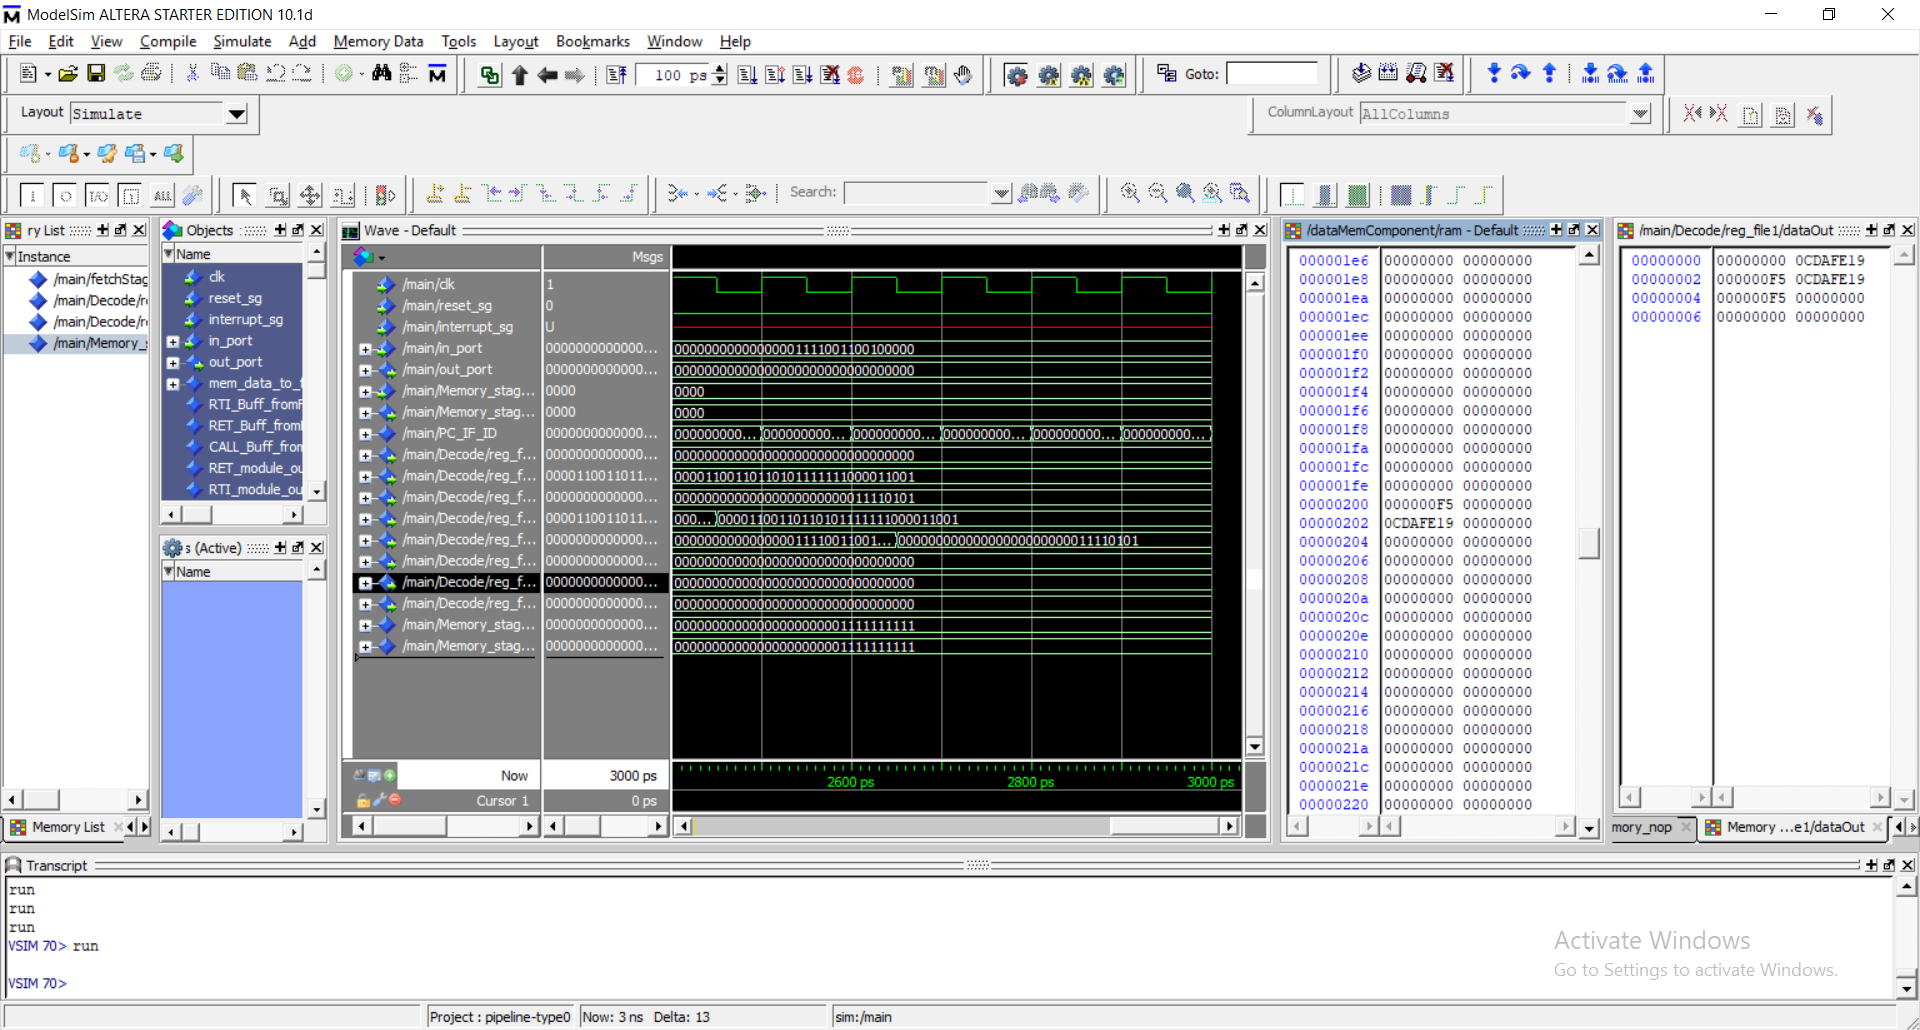 ModelSim ALTERA STARTER EDITION 10.1d
File Edit View Compile Simulate Add Memory Data Tools Layout Bookmarks Window Help
100 ps
Goto:
Layout Simulate
ColumnLayout AllColumns
ALL
Search:
ry List
Instance
/main/fetchStag
/main/Decode/r
/main/Decode/r
/main/Memory_s
Memory List
Objects
Name
clk
reset_sg
interrupt_sg
in_port
out_port
mem_data_to_f
RTI_Buff_fromF
RET_Buff_from
CALL_Buff_fron
RET_module_ou
RTI_module_ou
s (Active)
Name
Wave - Default
Msgs
/main/clk 1
/main/reset_sg 0
/main/interrupt_sg U
/main/in_port 0000000000000... 00000000000000001111001100100000
/main/out_port 0000000000000... 00000000000000000000000000000000
/main/Memory_stag... 0000 0000
/main/Memory_stag... 0000 0000
/main/PC_IF_ID 0000000000000... 000000000... 000000000... 000000000... 000000000... 000000000... 000000000...
/main/Decode/reg_f... 0000000000000... 00000000000000000000000000000000
/main/Decode/reg_f... 0000110011011... 00001100110110101111111000011001
/main/Decode/reg_f... 0000000000000... 00000000000000000000000011110101
/main/Decode/reg_f... 0000110011011... 000... 00001100110110101111111000011001
/main/Decode/reg_f... 0000000000000... 00000000000000001111001100​1... 00000000000000000000000011110101
/main/Decode/reg_f... 0000000000000... 00000000000000000000000000000000
/main/Decode/reg_f... 0000000000000... 00000000000000000000000000000000
/main/Decode/reg_f... 0000000000000... 00000000000000000000000000000000
/main/Memory_stag... 0000000000000... 00000000000000000000001111111111
/main/Memory_stag... 0000000000000... 00000000000000000000001111111111
Now 3000 ps
Cursor 1 0 ps
2600 ps 2800 ps 3000 ps
/dataMemComponent/ram - Default
000001e6 00000000 00000000
000001e8 00000000 00000000
000001ea 00000000 00000000
000001ec 00000000 00000000
000001ee 00000000 00000000
000001f0 00000000 00000000
000001f2 00000000 00000000
000001f4 00000000 00000000
000001f6 00000000 00000000
000001f8 00000000 00000000
000001fa 00000000 00000000
000001fc 00000000 00000000
000001fe 00000000 00000000
00000200 000000F5 00000000
00000202 0CDAFE19 00000000
00000204 00000000 00000000
00000206 00000000 00000000
00000208 00000000 00000000
0000020a 00000000 00000000
0000020c 00000000 00000000
0000020e 00000000 00000000
00000210 00000000 00000000
00000212 00000000 00000000
00000214 00000000 00000000
00000216 00000000 00000000
00000218 00000000 00000000
0000021a 00000000 00000000
0000021c 00000000 00000000
0000021e 00000000 00000000
00000220 00000000 00000000
/main/Decode/reg_file1/dataOut
00000000 00000000 0CDAFE19
00000002 000000F5 0CDAFE19
00000004 000000F5 00000000
00000006 00000000 00000000
mory_nop
Memory ...e1/dataOut
Transcript
run
run
run
VSIM 70> run
VSIM 70>
Activate Windows
Go to Settings to activate Windows.
Project : pipeline-type0 Now: 3 ns Delta: 13 sim:/main